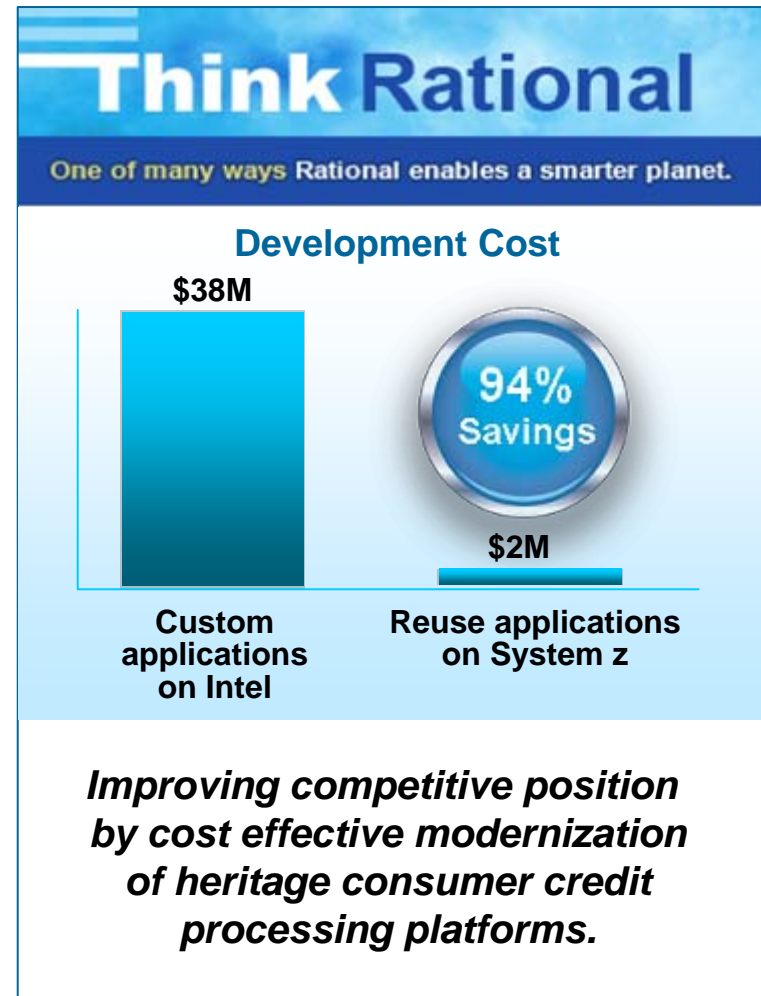 Think Rational
One of many ways Rational enables a smarter planet.
Development Cost
$38M
94%
Savings
$2M
Custom
applications
on Intel
Reuse applications
on System z
Improving competitive position
by cost effective modernization
of heritage consumer credit
processing platforms.